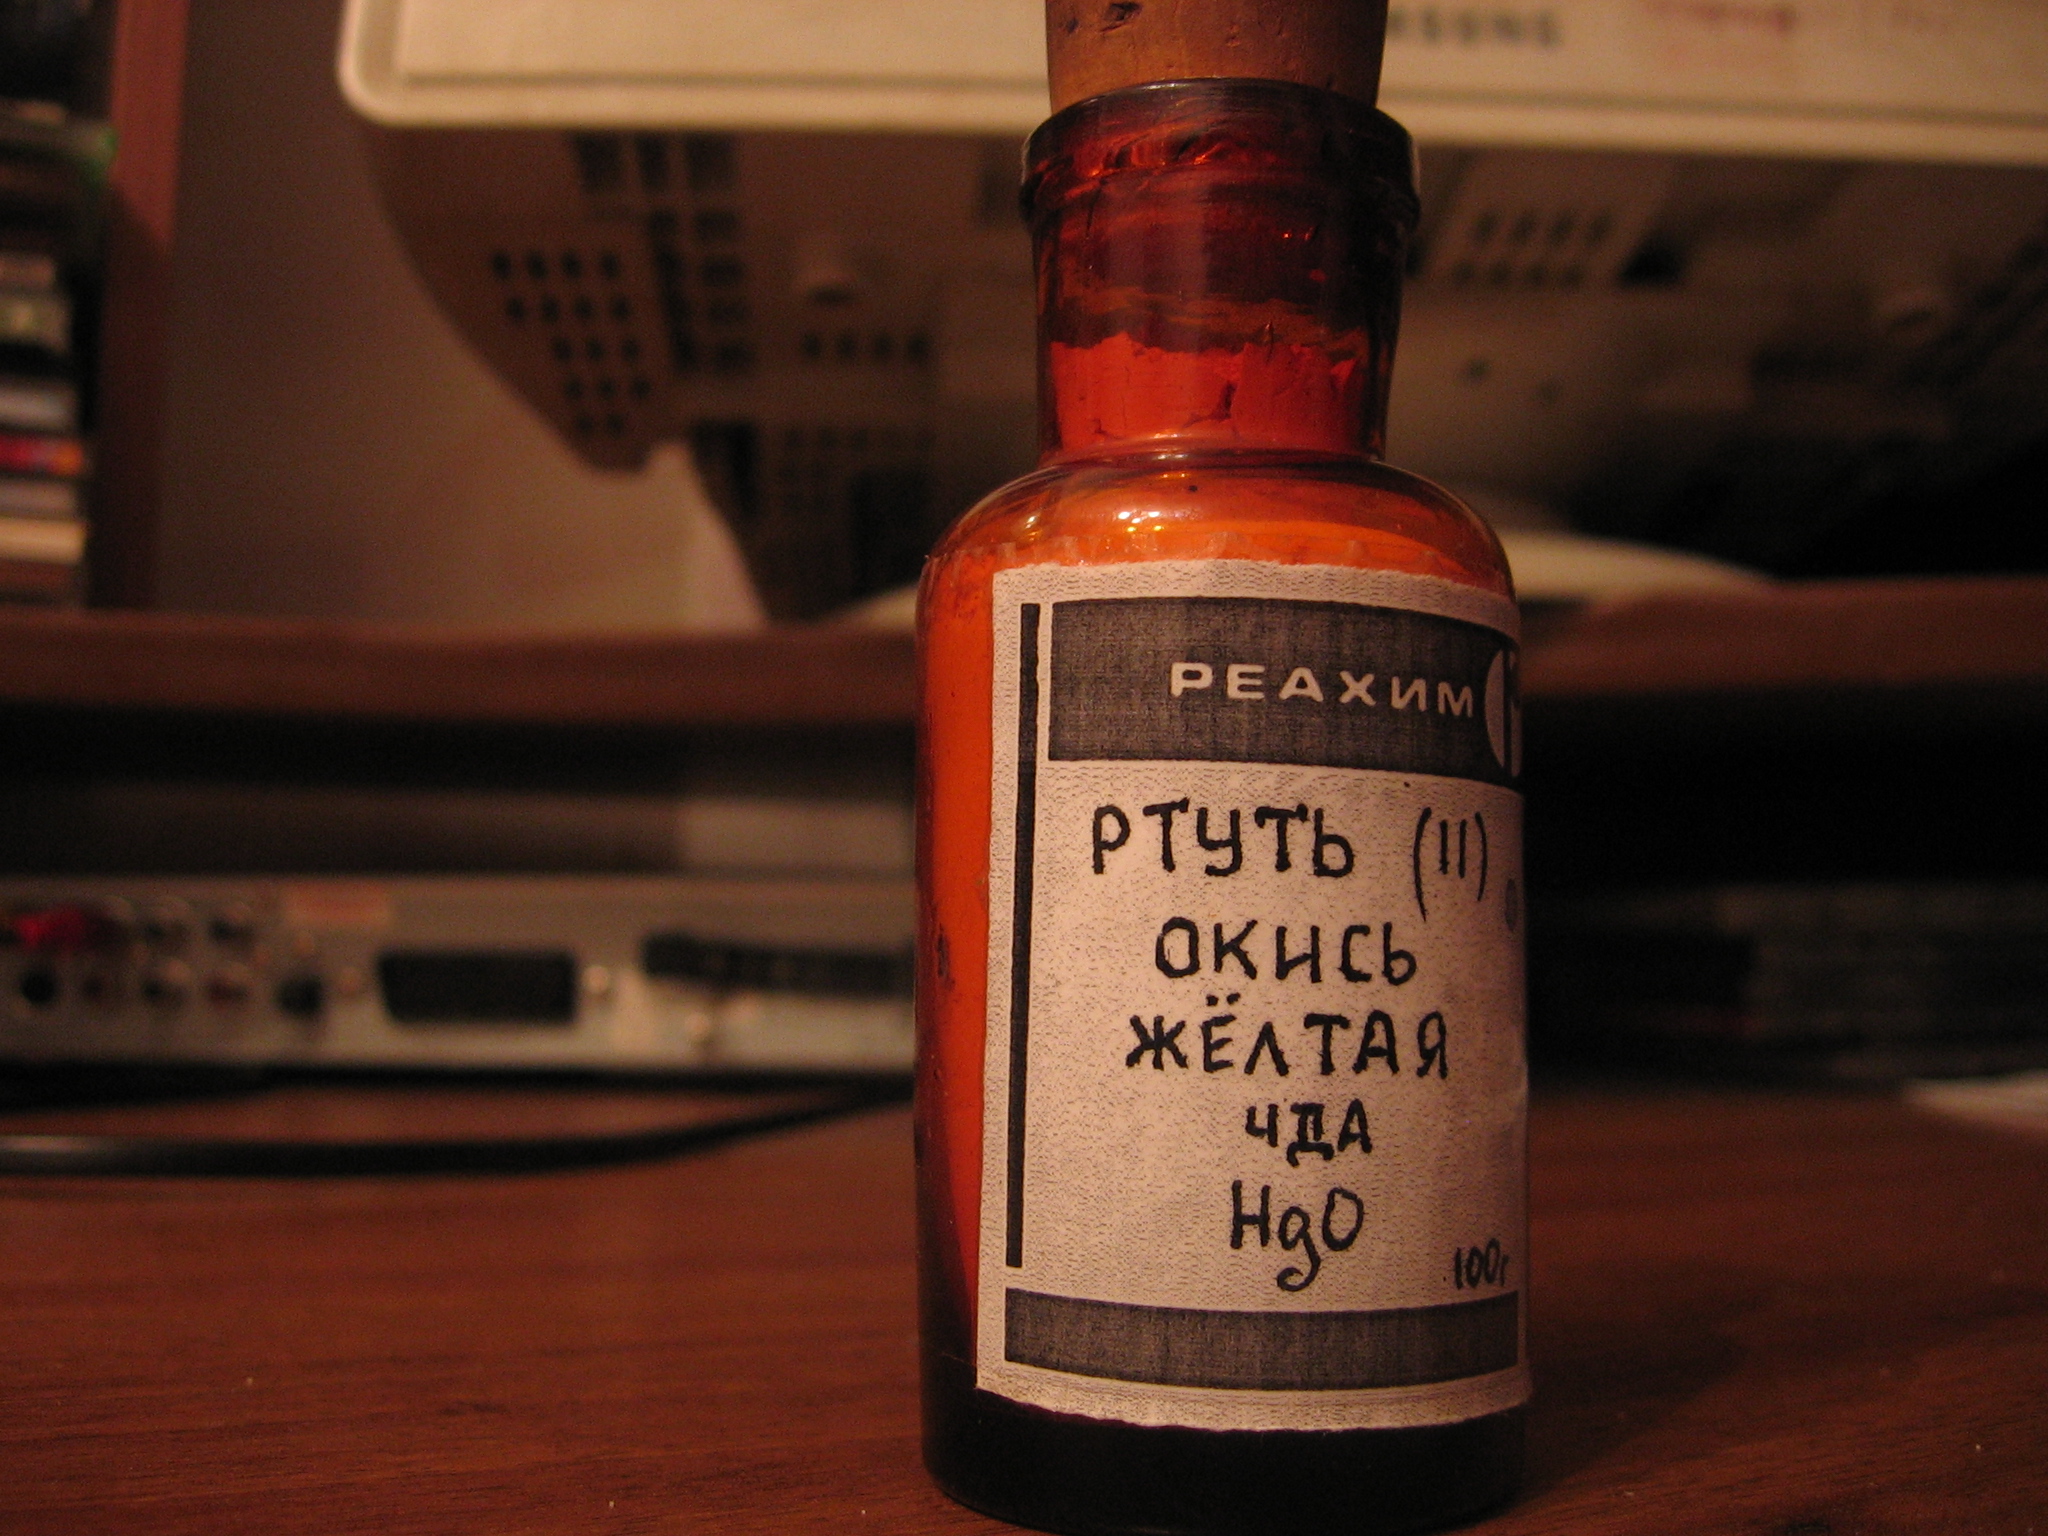 РЕАХИМ
РТУТЬ (II)
ОКИСЬ
ЖЁЛТАЯ
ЧДА
HgO
100г